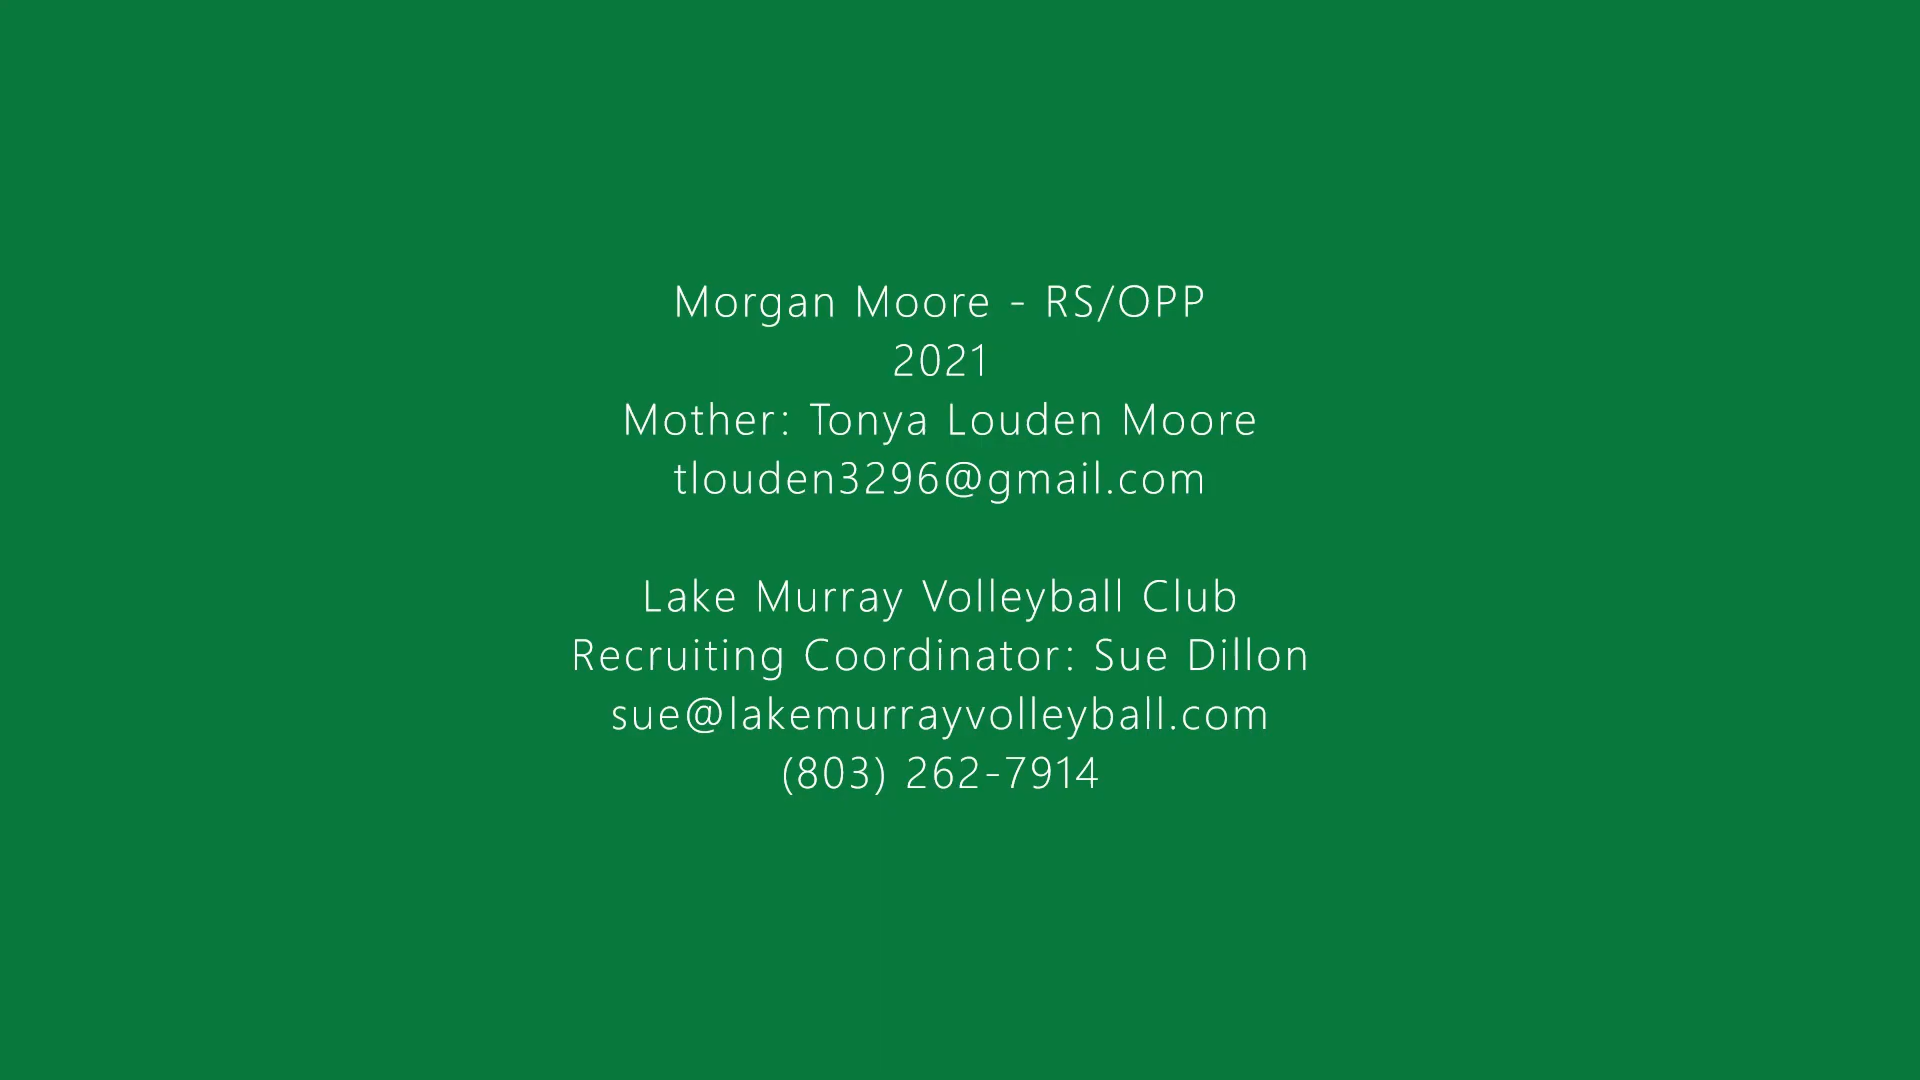 Morgan Moore - RS/OPP
2021
Mother: Tonya Louden Moore
tlouden3296@gmail.com
Lake Murray Volleyball Club
Recruiting Coordinator: Sue Dillon
sue@lakemurrayvolleyball.com
(803) 262-7914